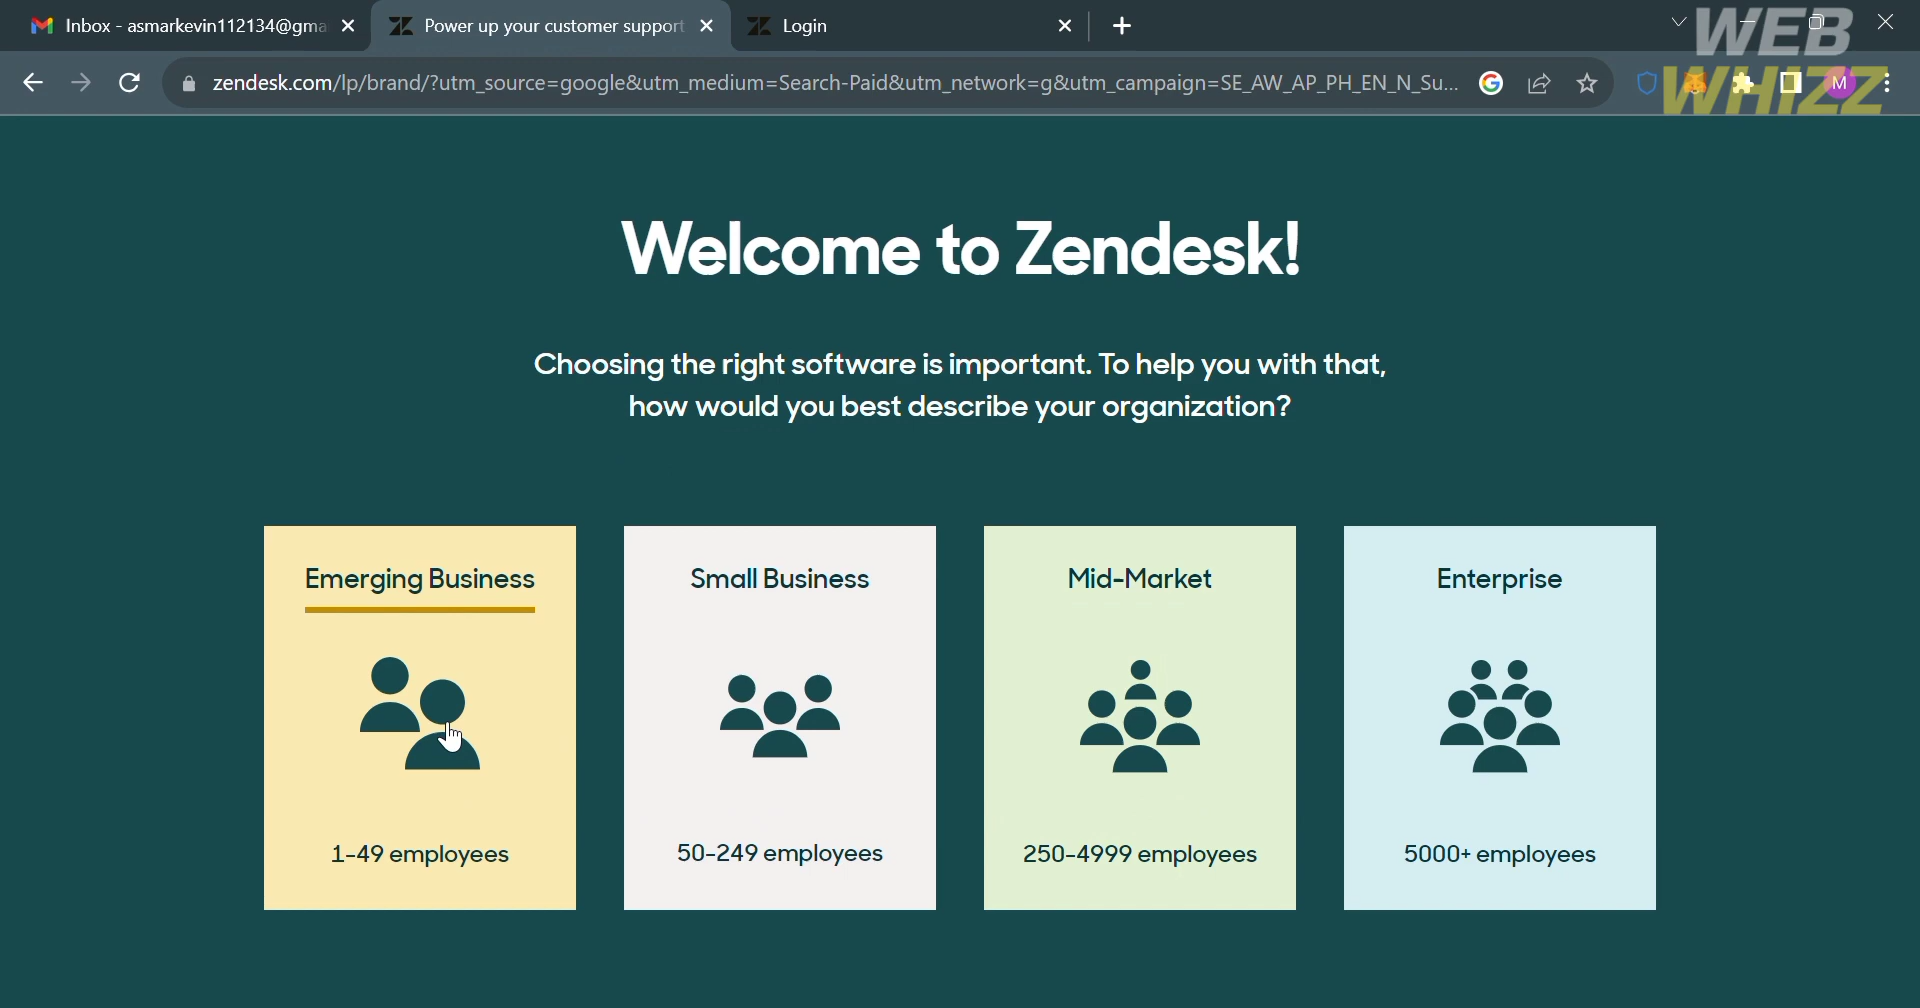 Inbox - asmarkevin112134@gma
Power up your customer support
Login
WEB
WHIZZ
zendesk.com/lp/brand/?utm_source=google&utm_medium=Search-Paid&utm_network=g&utm_campaign=SE_AW_AP_PH_EN_N_Su...
M
Welcome to Zendesk!
Choosing the right software is important. To help you with that,
how would you best describe your organization?
Emerging Business
Small Business
Mid-Market
Enterprise
1-49 employees
50-249 employees
250-4999 employees
5000+ employees